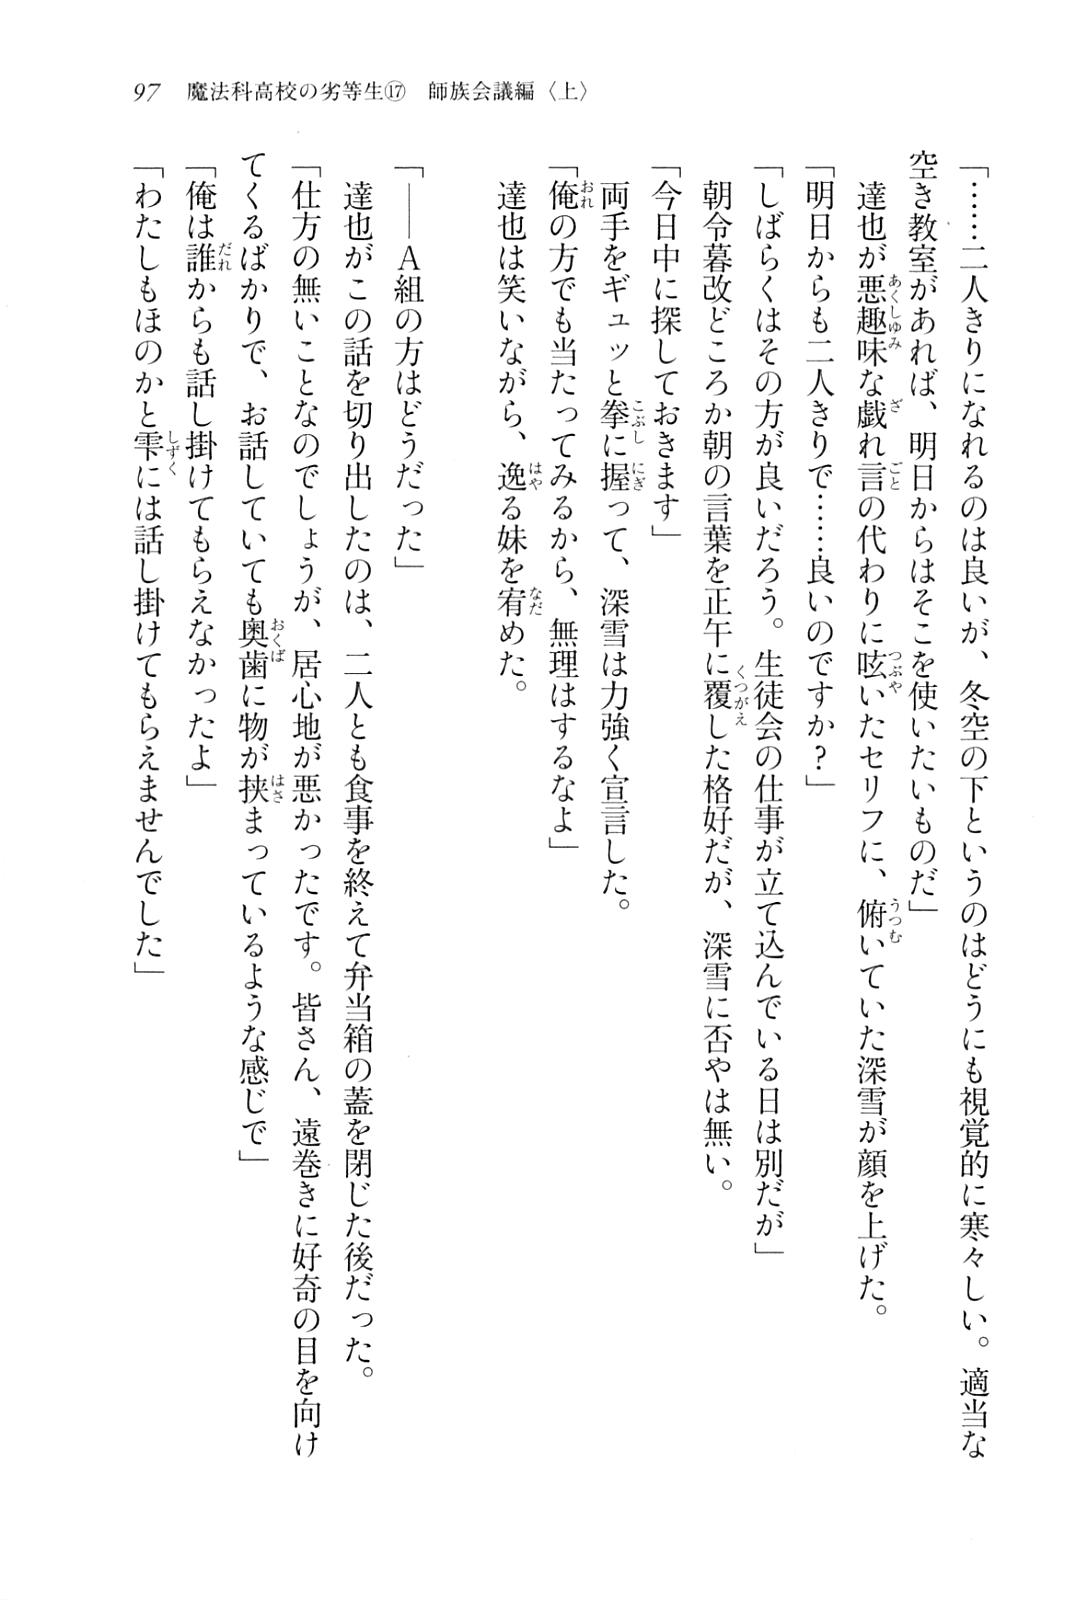 97　魔法科高校の劣等生⑰　師族会議編〈上〉
「……二人きりになれるのは良いが、冬空の下というのはどうにも視覚的に寒々しい。適当な
空き教室があれば、明日からはそこを使いたいものだ」
　達也が悪趣味な戯れ言の代わりに呟いたセリフに、俯いていた深雪が顔を上げた。
「明日からも二人きりで……良いのですか？」
「しばらくはその方が良いだろう。生徒会の仕事が立て込んでいる日は別だが」
　朝令暮改どころか朝の言葉を正午に覆した格好だが、深雪に否やは無い。
「今日中に探しておきます」
　両手をギュッと拳に握って、深雪は力強く宣言した。
「俺の方でも当たってみるから、無理はするなよ」
　達也は笑いながら、逸る妹を宥めた。
「――Ａ組の方はどうだった」
　達也がこの話を切り出したのは、二人とも食事を終えて弁当箱の蓋を閉じた後だった。
「仕方の無いことなのでしょうが、居心地が悪かったです。皆さん、遠巻きに好奇の目を向け
てくるばかりで、お話していても奥歯に物が挟まっているような感じで」
「俺は誰からも話し掛けてもらえなかったよ」
「わたしもほのかと雫には話し掛けてもらえませんでした」